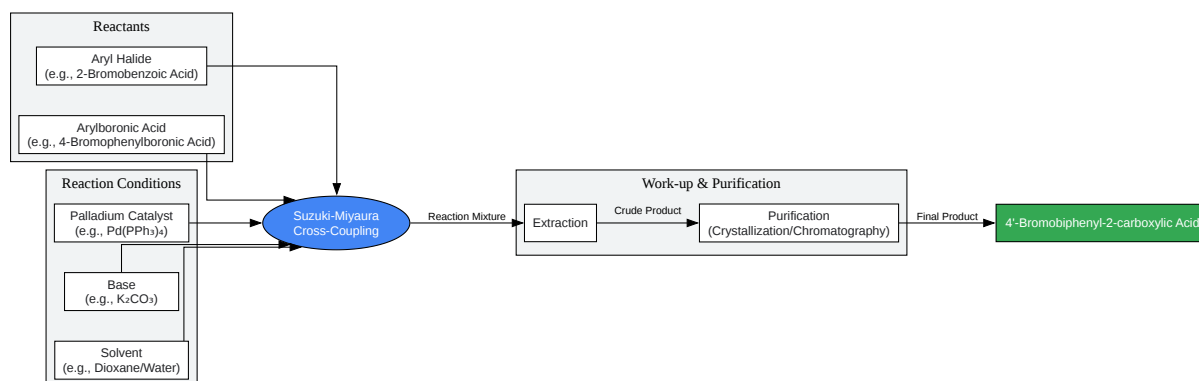 Reactants
Aryl Halide
(e.g., 2-Bromobenzoic Acid)
Arylboronic Acid
(e.g., 4-Bromophenylboronic Acid)
Reaction Conditions
Palladium Catalyst
(e.g., Pd(PPh₃)₄)
Base
(e.g., K₂CO₃)
Solvent
(e.g., Dioxane/Water)
Suzuki-Miyaura
Cross-Coupling
Reaction Mixture
Work-up & Purification
Extraction
Crude Product
Purification
(Crystallization/Chromatography)
Final Product
4'-Bromobiphenyl-2-carboxylic Acid